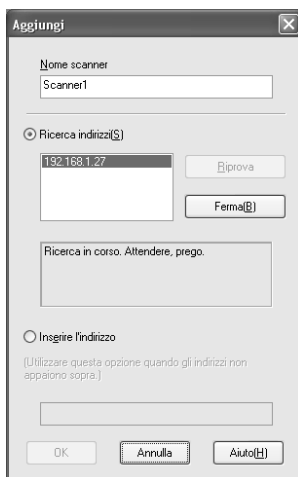 Aggiungi
Nome scanner
Scanner1
Ricerca indirizzi(S)
192.168.1.27
Riprova
Ferma(B)
Ricerca in corso. Attendere, prego.
Inserire l'indirizzo
(Utilizzare questa opzione quando gli indirizzi non
appaiono sopra.)
OK
Annulla
Aiuto(H)